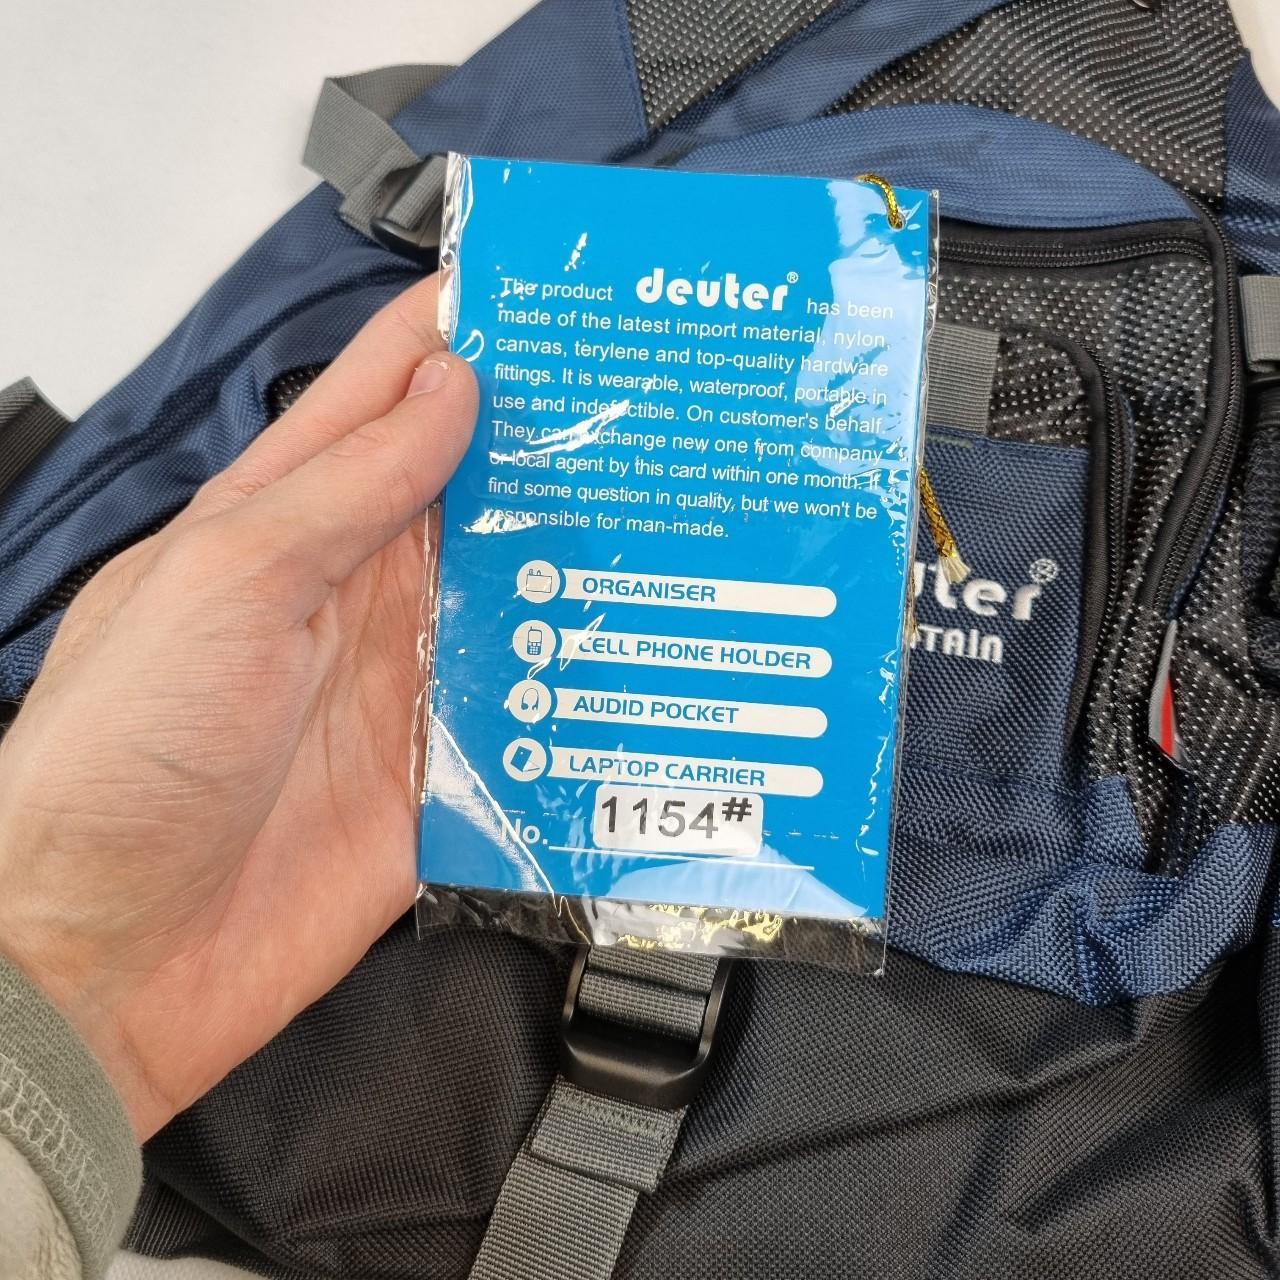 The product deuter® has been
made of the latest import material, nylon,
canvas, terylene and top-quality hardware
fittings. It is wearable, waterproof, portable in
use and indefectible. On customer's behalf.
They can exchange new one from company
or local agent by this card within one month. If
find some question in quality, but we won't be
responsible for man-made.
ORGANISER
CELL PHONE HOLDER
AUDIO POCKET
LAPTOP CARRIER
No. 1154#
uter®
NTAIN